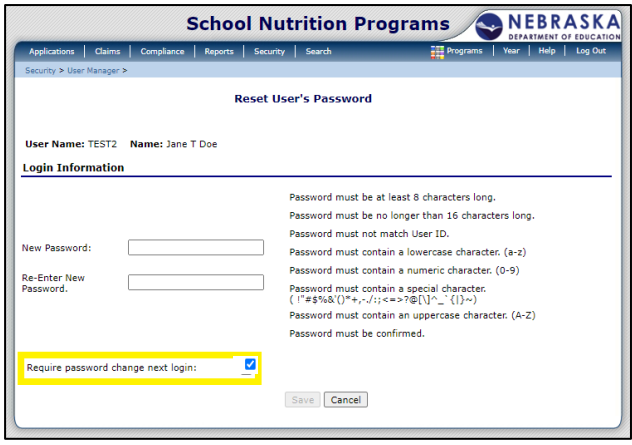 School Nutrition Programs
NEBRASKA
DEPARTMENT OF EDUCATION
Applications | Claims | Compliance | Reports | Security | Search Programs | Year | Help | Log Out
Security > User Manager >
Reset User's Password
User Name: TEST2 Name: Jane T Doe
Login Information
Password must be at least 8 characters long.
Password must be no longer than 16 characters long.
Password must not match User ID.
New Password:
Password must contain a lowercase character. (a-z)
Password must contain a numeric character. (0-9)
Re-Enter New
Password.
Password must contain a special character.
( !"#$%&'()*+,-./:;<=>?@[\]^_`{|}~)
Password must contain an uppercase character. (A-Z)
Password must be confirmed.
Require password change next login:
Save Cancel